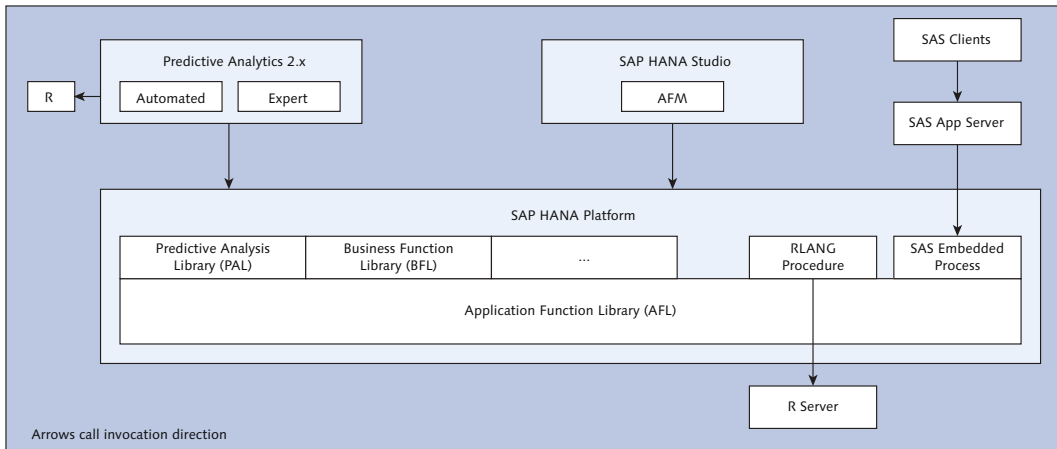 Predictive Analytics 2.x
Automated
Expert
R
SAP HANA Studio
AFM
SAS Clients
SAS App Server
SAP HANA Platform
Predictive Analysis
Library (PAL)
Business Function
Library (BFL)
...
RLANG
Procedure
SAS Embedded
Process
Application Function Library (AFL)
R Server
Arrows call invocation direction